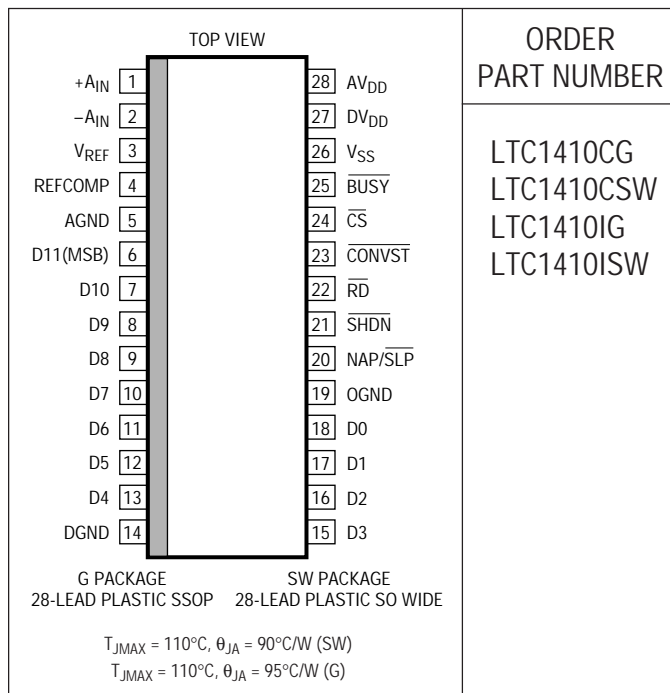 TOP VIEW
+AIN 1
–AIN 2
VREF 3
REFCOMP 4
AGND 5
D11(MSB) 6
D10 7
D9 8
D8 9
D7 10
D6 11
D5 12
D4 13
DGND 14
28 AVDD
27 DVDD
26 VSS
25 BUSY
24 CS
23 CONVST
22 RD
21 SHDN
20 NAP/SLP
19 OGND
18 D0
17 D1
16 D2
15 D3
G PACKAGE
28-LEAD PLASTIC SSOP
SW PACKAGE
28-LEAD PLASTIC SO WIDE
TJMAX = 110°C, θJA = 90°C/W (SW)
TJMAX = 110°C, θJA = 95°C/W (G)
ORDER
PART NUMBER
LTC1410CG
LTC1410CSW
LTC1410IG
LTC1410ISW